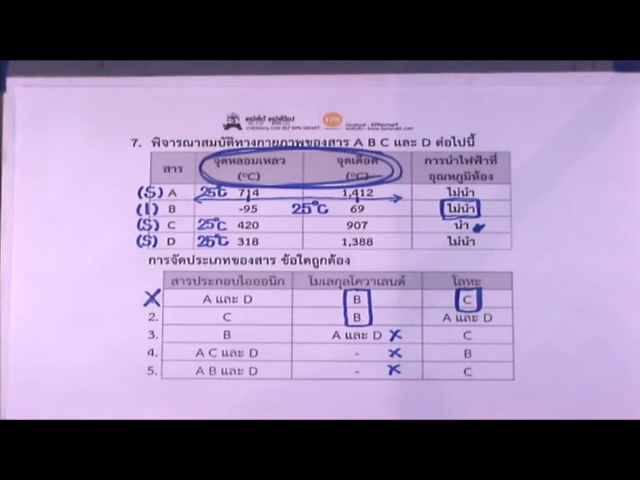 7. พิจารณาสมบัติทางกายภาพของสาร A B C และ D ต่อไปนี้
สาร จุดหลอมเหลว (°C) จุดเดือด (°C) การนำไฟฟ้าที่อุณหภูมิห้อง
(S) A 25°C 714 1,412 ไม่นำ
(l) B -95 25°C 69 ไม่นำ
(S) C 25°C 420 907 นำ
(S) D 25°C 318 1,388 ไม่นำ
การจัดประเภทของสาร ข้อใดถูกต้อง
สารประกอบไอออนิก โมเลกุลโควาเลนต์ โลหะ
X A และ D B C
2. C B A และ D
3. B A และ D X C
4. A C และ D - X B
5. A B และ D - X C